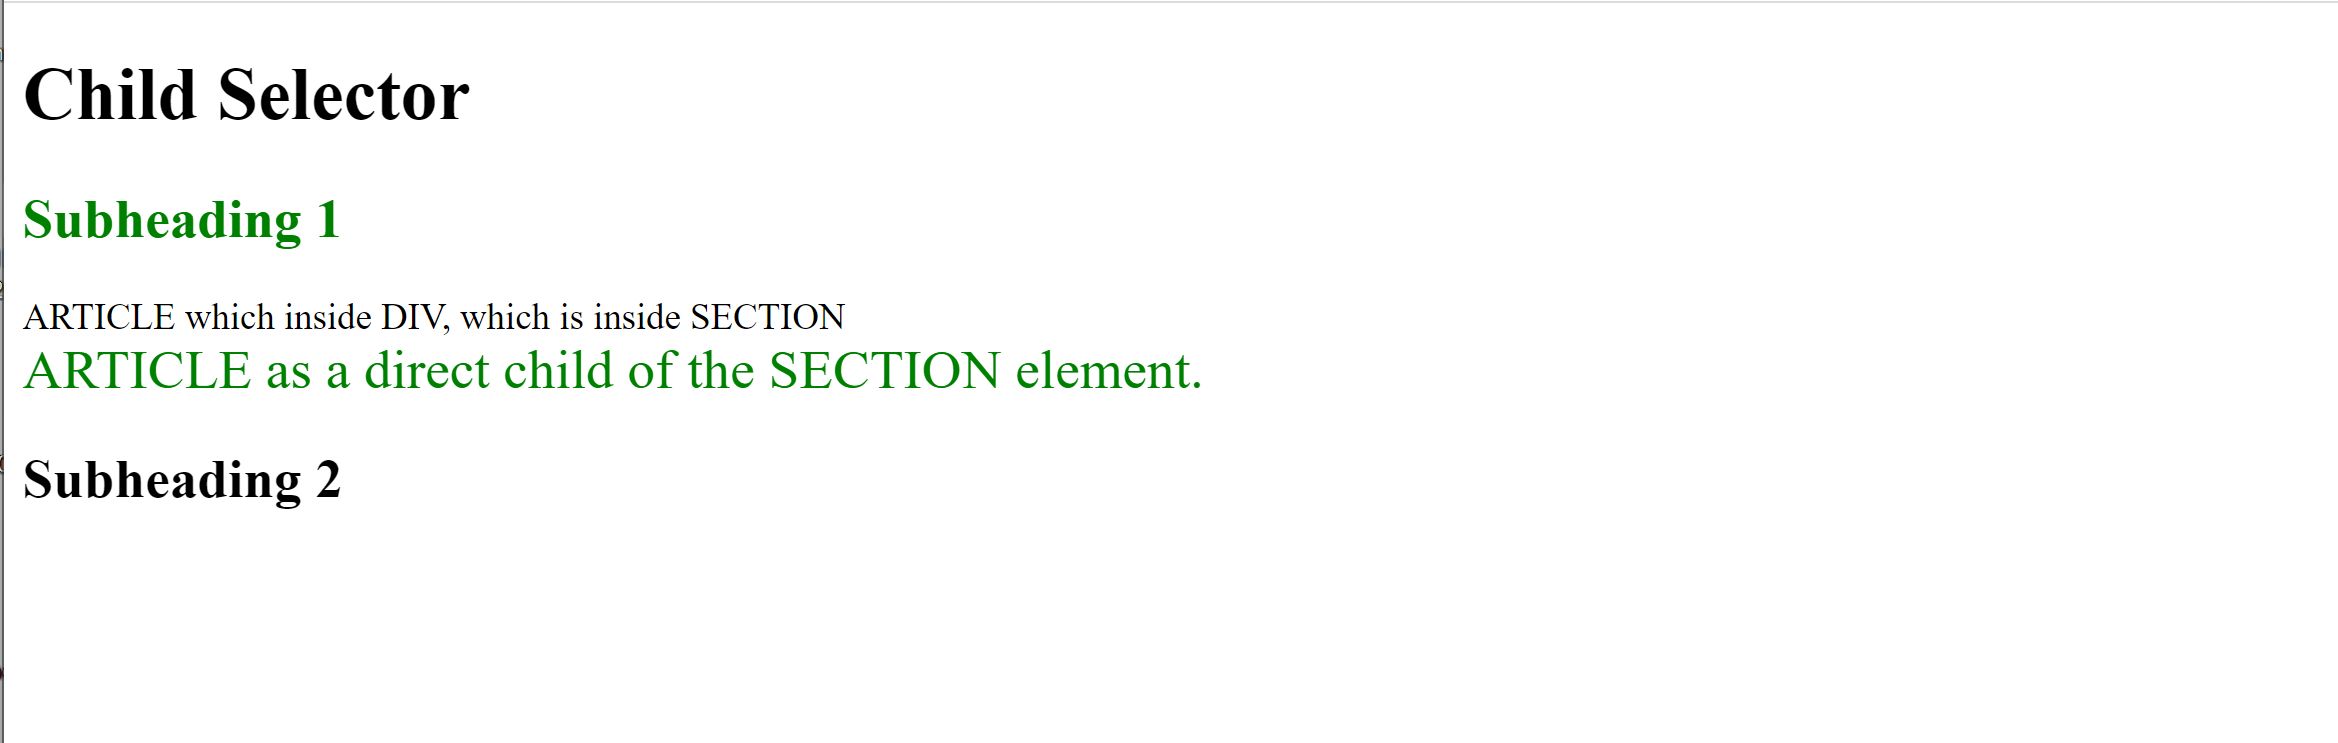 Child Selector
Subheading 1
ARTICLE which inside DIV, which is inside SECTION
ARTICLE as a direct child of the SECTION element.
Subheading 2